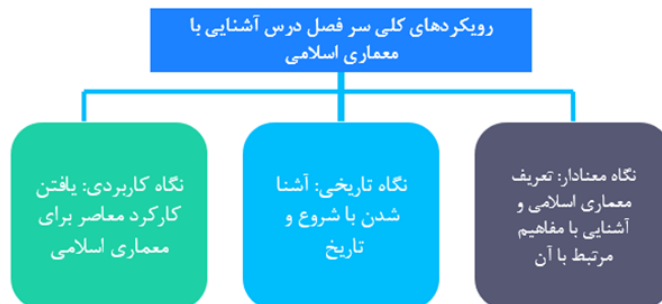 رویکردهای کلی سر فصل درس آشنایی با
معماری اسلامی
نگاه معنادار: تعریف
معماری اسلامی و
آشنایی با مفاهیم
مرتبط با آن
نگاه تاریخی: آشنا
شدن با شروع و
تاریخ
نگاه کاربردی: یافتن
کارکرد معاصر برای
معماری اسلامی